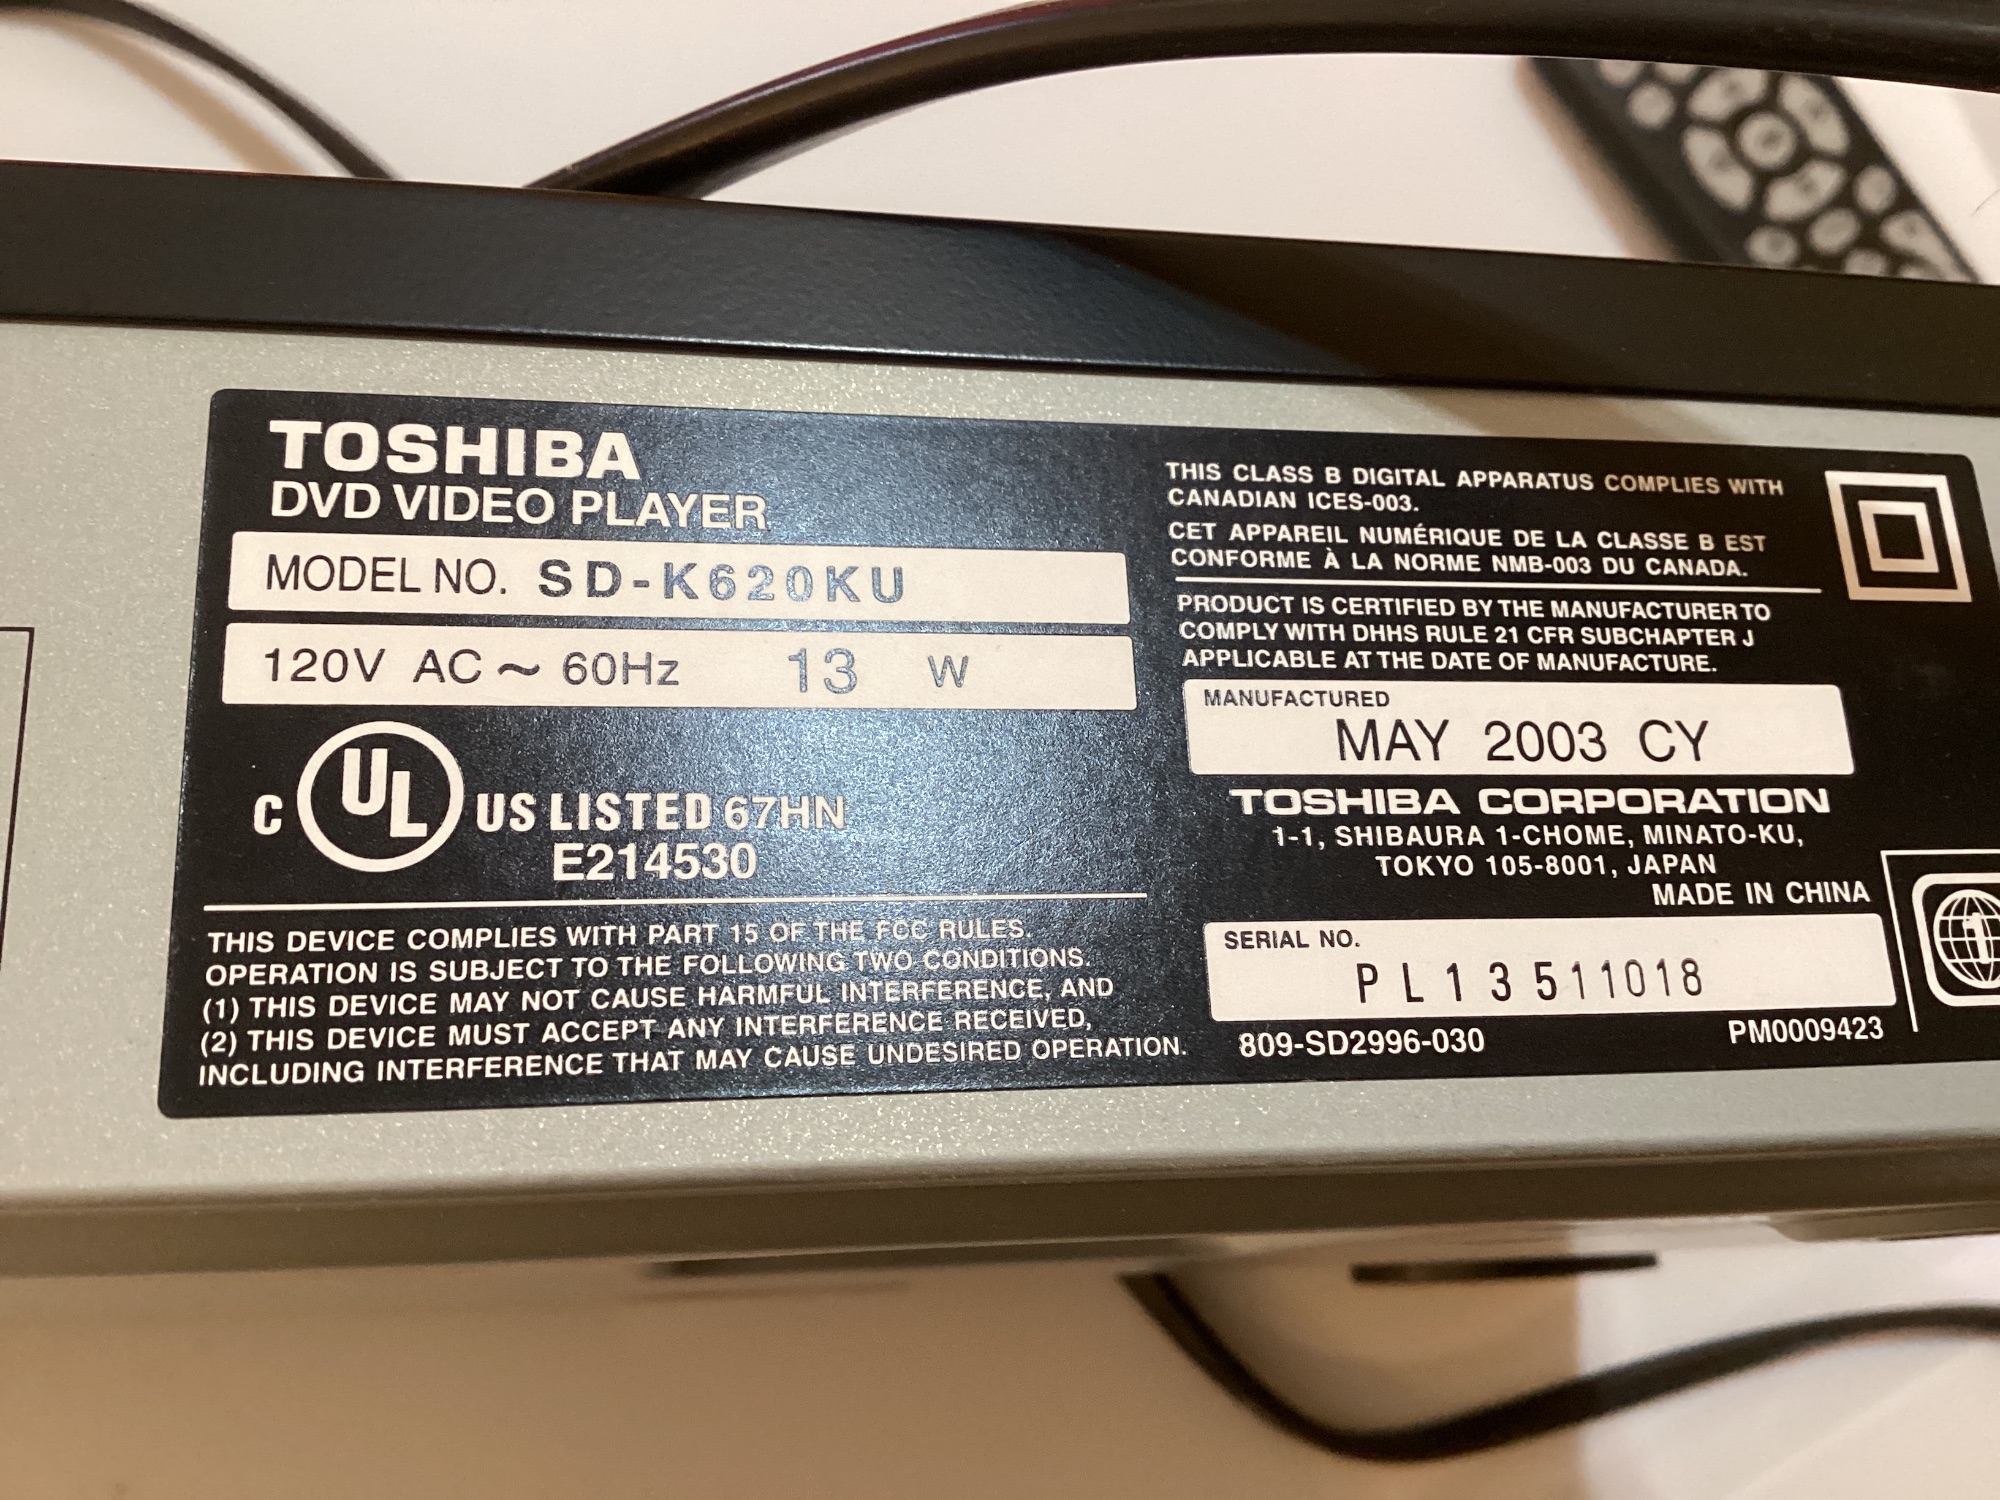 TOSHIBA
DVD VIDEO PLAYER
MODEL NO. SD-K620KU
120V AC ~ 60Hz 13 W
C UL US LISTED 67HN
E214530
THIS DEVICE COMPLIES WITH PART 15 OF THE FCC RULES.
OPERATION IS SUBJECT TO THE FOLLOWING TWO CONDITIONS.
(1) THIS DEVICE MAY NOT CAUSE HARMFUL INTERFERENCE, AND
(2) THIS DEVICE MUST ACCEPT ANY INTERFERENCE RECEIVED,
INCLUDING INTERFERENCE THAT MAY CAUSE UNDESIRED OPERATION.
THIS CLASS B DIGITAL APPARATUS COMPLIES WITH
CANADIAN ICES-003.
CET APPAREIL NUMÉRIQUE DE LA CLASSE B EST
CONFORME À LA NORME NMB-003 DU CANADA.
PRODUCT IS CERTIFIED BY THE MANUFACTURER TO
COMPLY WITH DHHS RULE 21 CFR SUBCHAPTER J
APPLICABLE AT THE DATE OF MANUFACTURE.
MANUFACTURED
MAY 2003 CY
TOSHIBA CORPORATION
1-1, SHIBAURA 1-CHOME, MINATO-KU,
TOKYO 105-8001, JAPAN
MADE IN CHINA
SERIAL NO.
PL13511018
809-SD2996-030
PM0009423
1